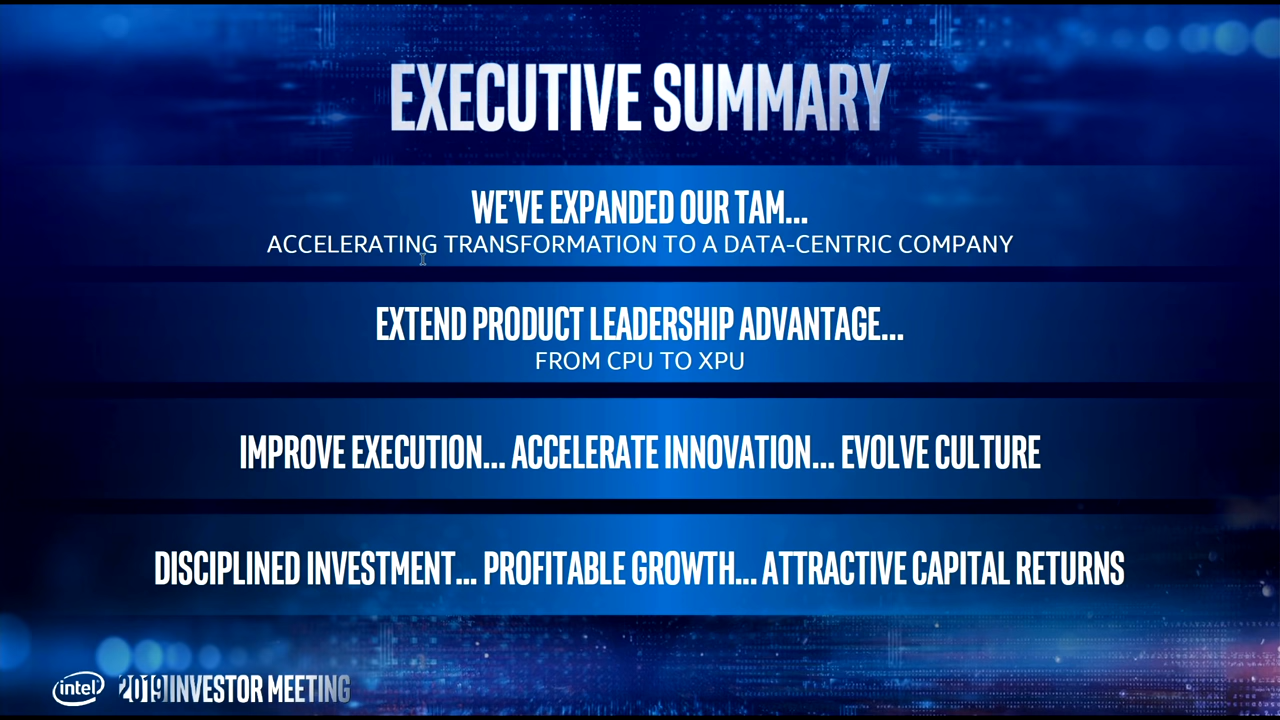 EXECUTIVE SUMMARY
WE'VE EXPANDED OUR TAM...
ACCELERATING TRANSFORMATION TO A DATA-CENTRIC COMPANY
EXTEND PRODUCT LEADERSHIP ADVANTAGE...
FROM CPU TO XPU
IMPROVE EXECUTION... ACCELERATE INNOVATION... EVOLVE CULTURE
DISCIPLINED INVESTMENT... PROFITABLE GROWTH... ATTRACTIVE CAPITAL RETURNS
intel 2019 INVESTOR MEETING